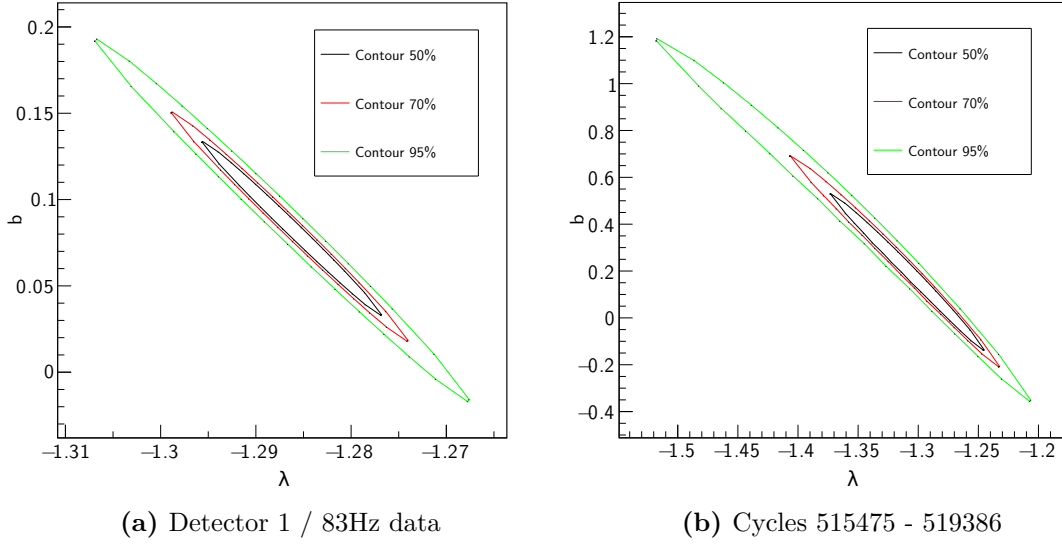 0.2
0.15
0.1
0.05
0
b
−1.31
−1.3
−1.29
−1.28
−1.27
λ
Contour 50%
Contour 70%
Contour 95%
(a) Detector 1 / 83Hz data
1.2
1
0.8
0.6
0.4
0.2
0
−0.2
−0.4
b
−1.5
−1.45
−1.4
−1.35
−1.3
−1.25
−1.2
λ
Contour 50%
Contour 70%
Contour 95%
(b) Cycles 515475 - 519386